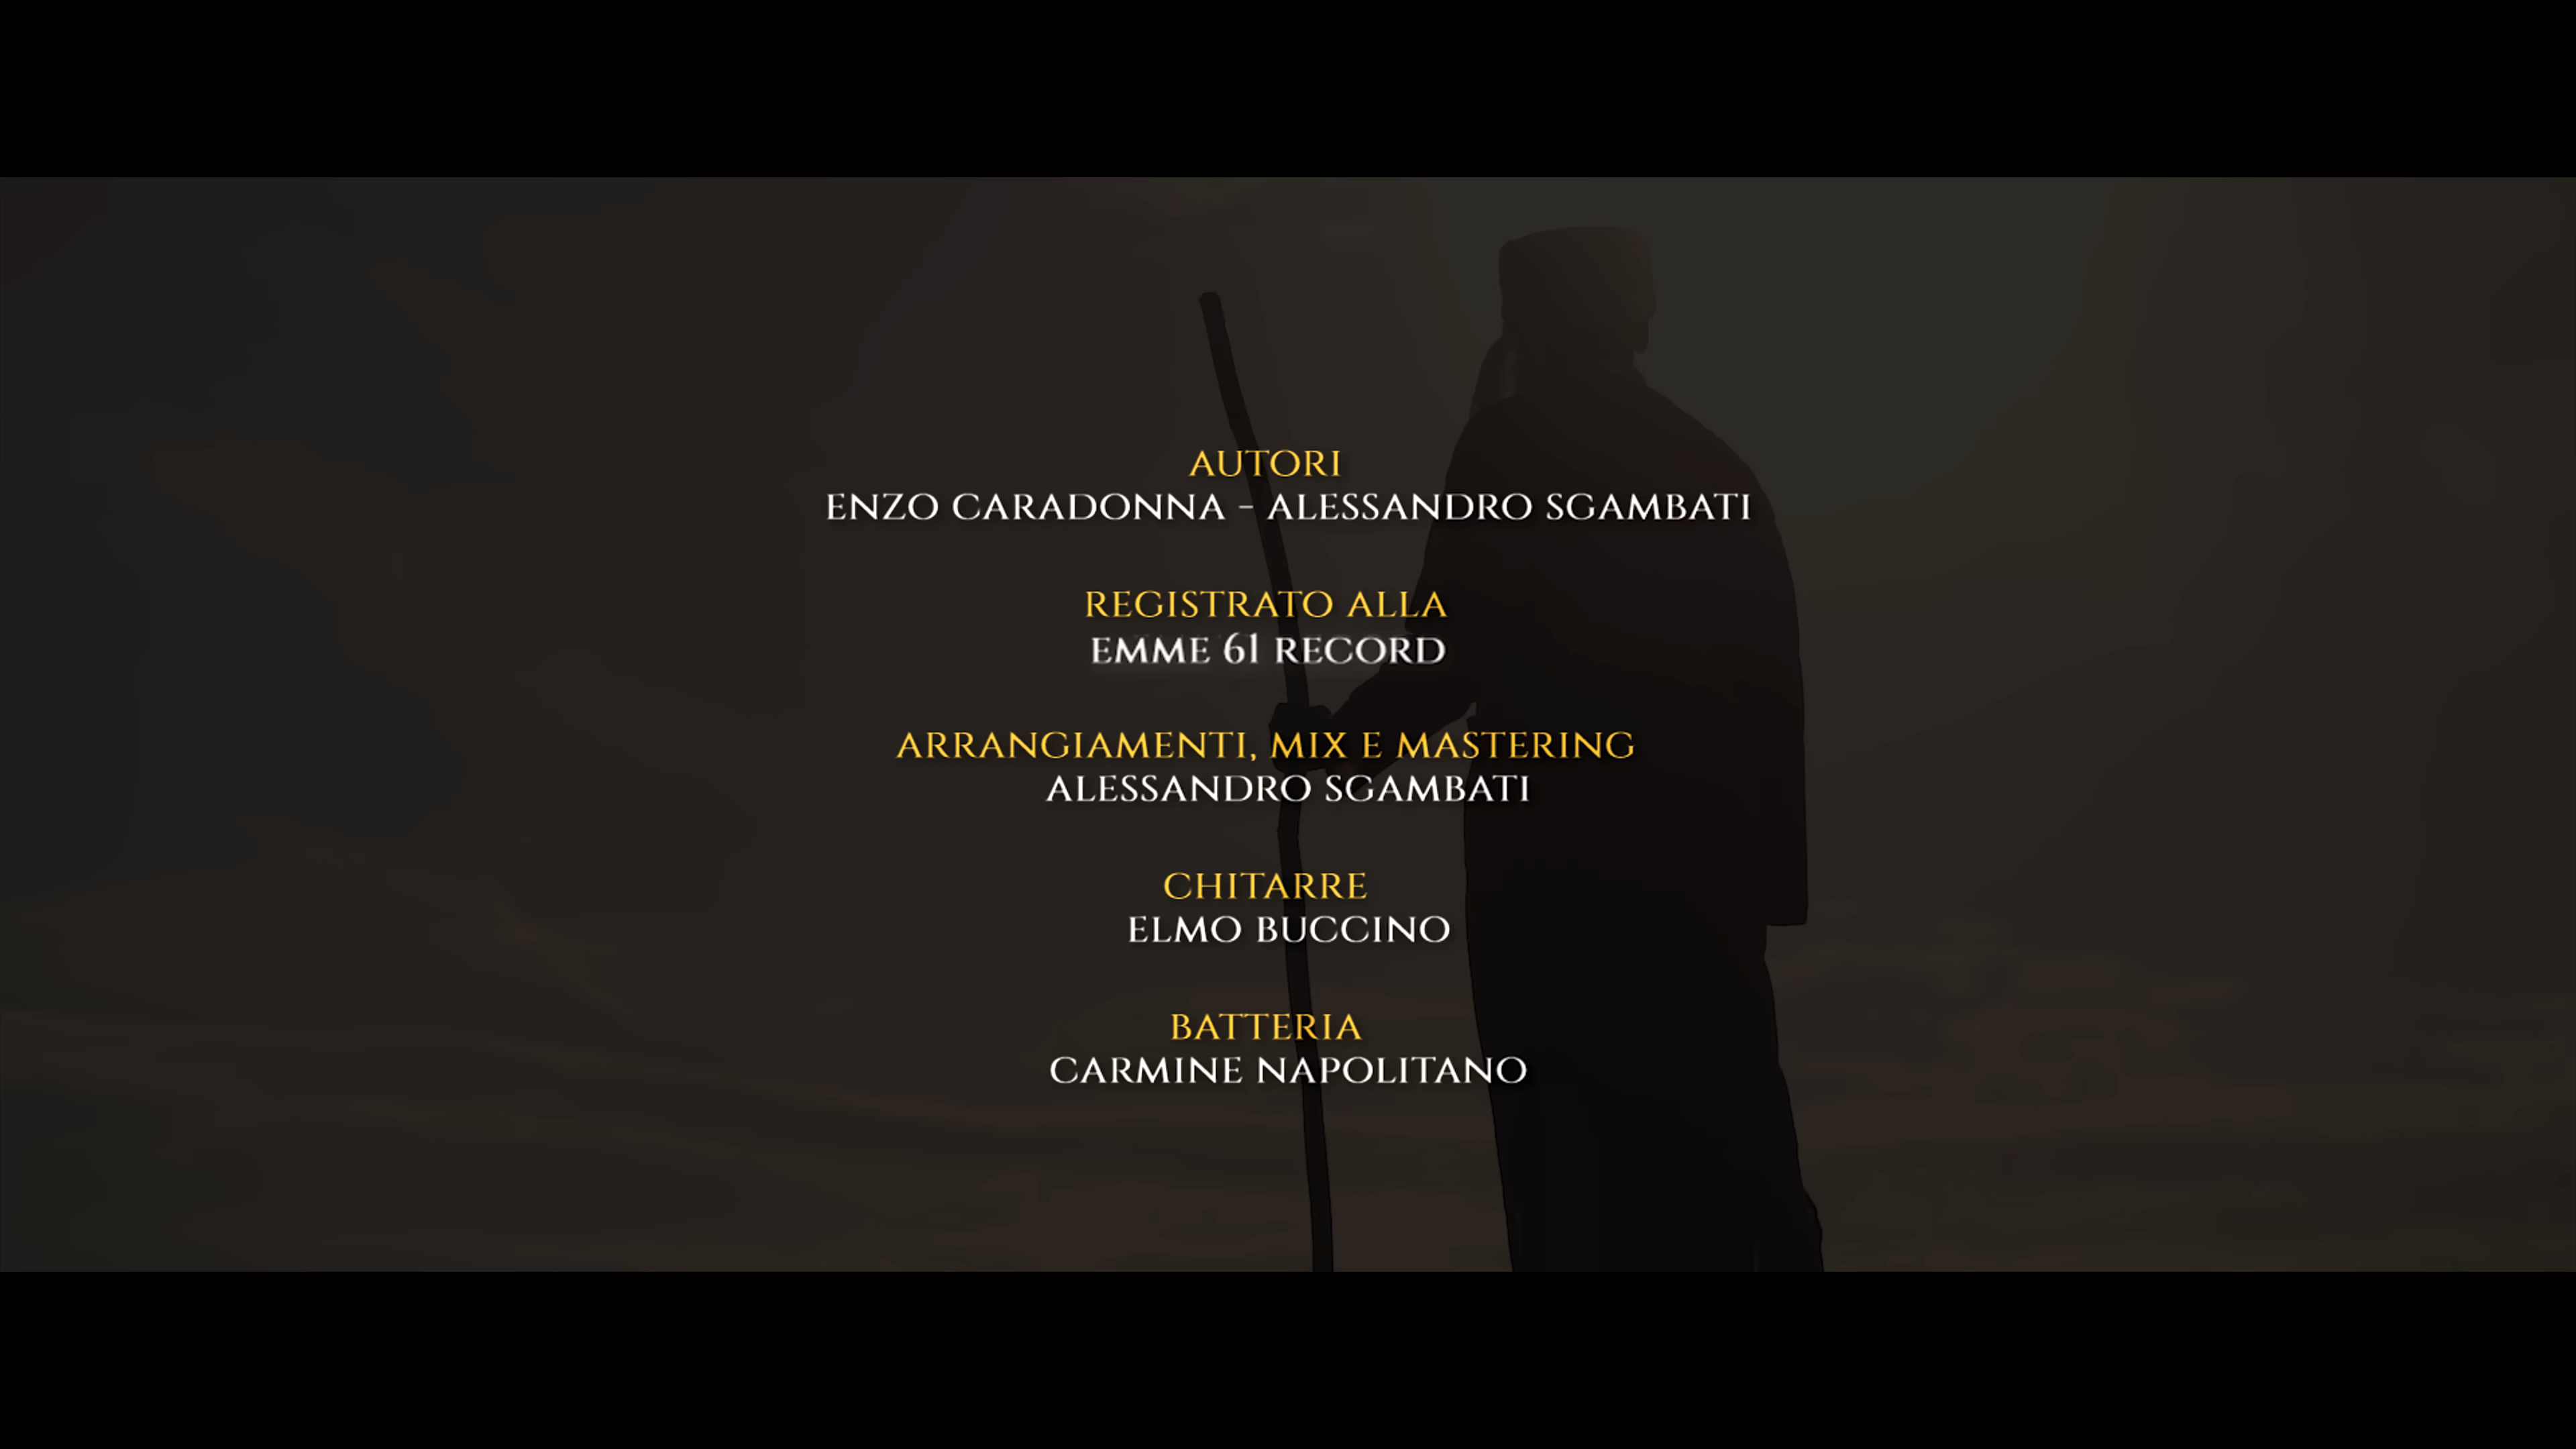 AUTORI
ENZO CARADONNA - ALESSANDRO SGAMBATI
REGISTRATO ALLA
EMME 61 RECORD
ARRANGIAMENTI, MIX E MASTERING
ALESSANDRO SGAMBATI
CHITARRE
ELMO BUCCINO
BATTERIA
CARMINE NAPOLITANO